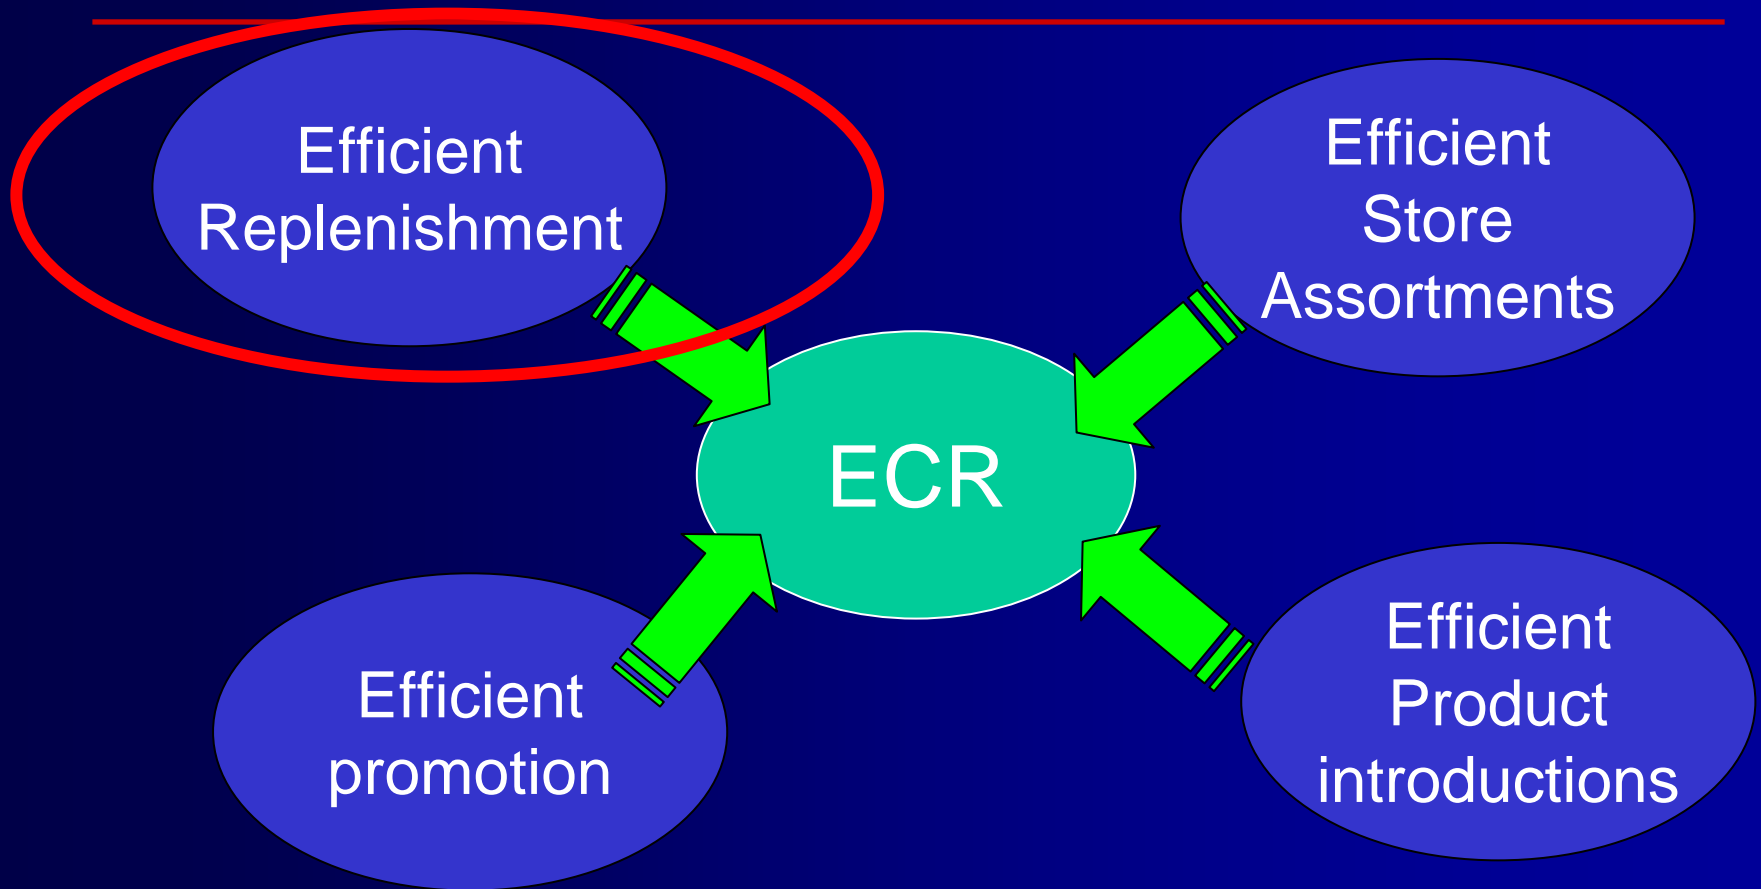 Efficient
Replenishment
Efficient
Store
Assortments
ECR
Efficient
promotion
Efficient
Product
introductions